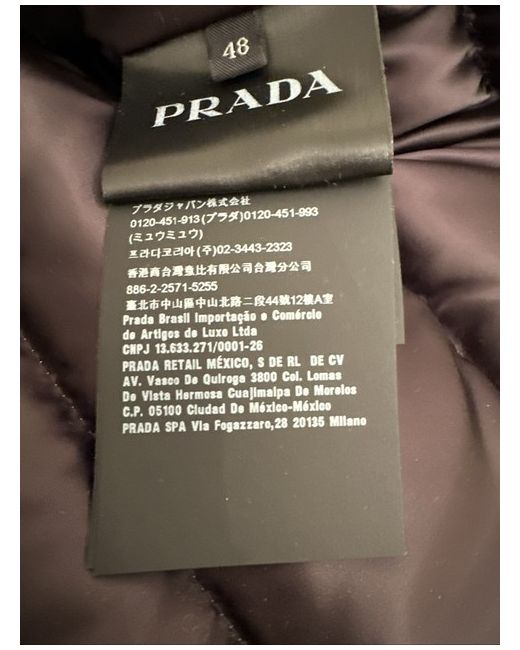 48
PRADA
プラダジャパン株式会社
0120-451-913(プラダ)0120-451-993
(ミュウミュウ)
프라다코리아(주)02-3443-2323
香港商台灣壹比有限公司台灣分公司
886-2-2571-5255
臺北市中山區中山北路二段44號12樓A室
Prada Brasil Importação e Comércio
de Artigos de Luxo Ltda
CNPJ 13.633.271/0001-26
PRADA RETAIL MÉXICO, S DE RL DE CV
AV. Vasco De Quiroga 3800 Col. Lomas
De Vista Hermosa Cuajimalpa De Morelos
C.P. 05100 Ciudad De México-México
PRADA SPA Via Fogazzaro,28 20135 Milano